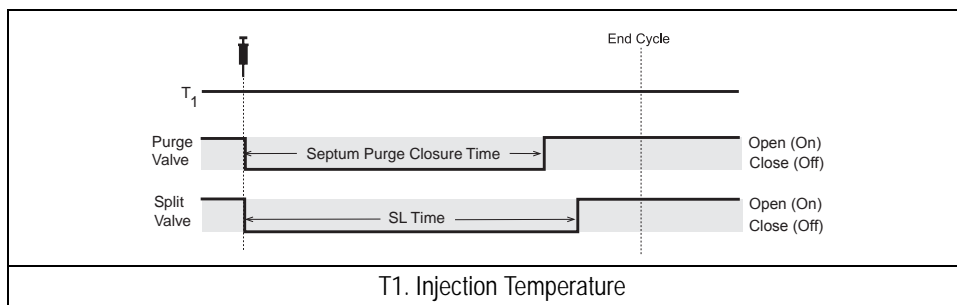 End Cycle
T1
Purge Valve
Septum Purge Closure Time
Open (On)
Close (Off)
Split Valve
SL Time
Open (On)
Close (Off)
T1. Injection Temperature